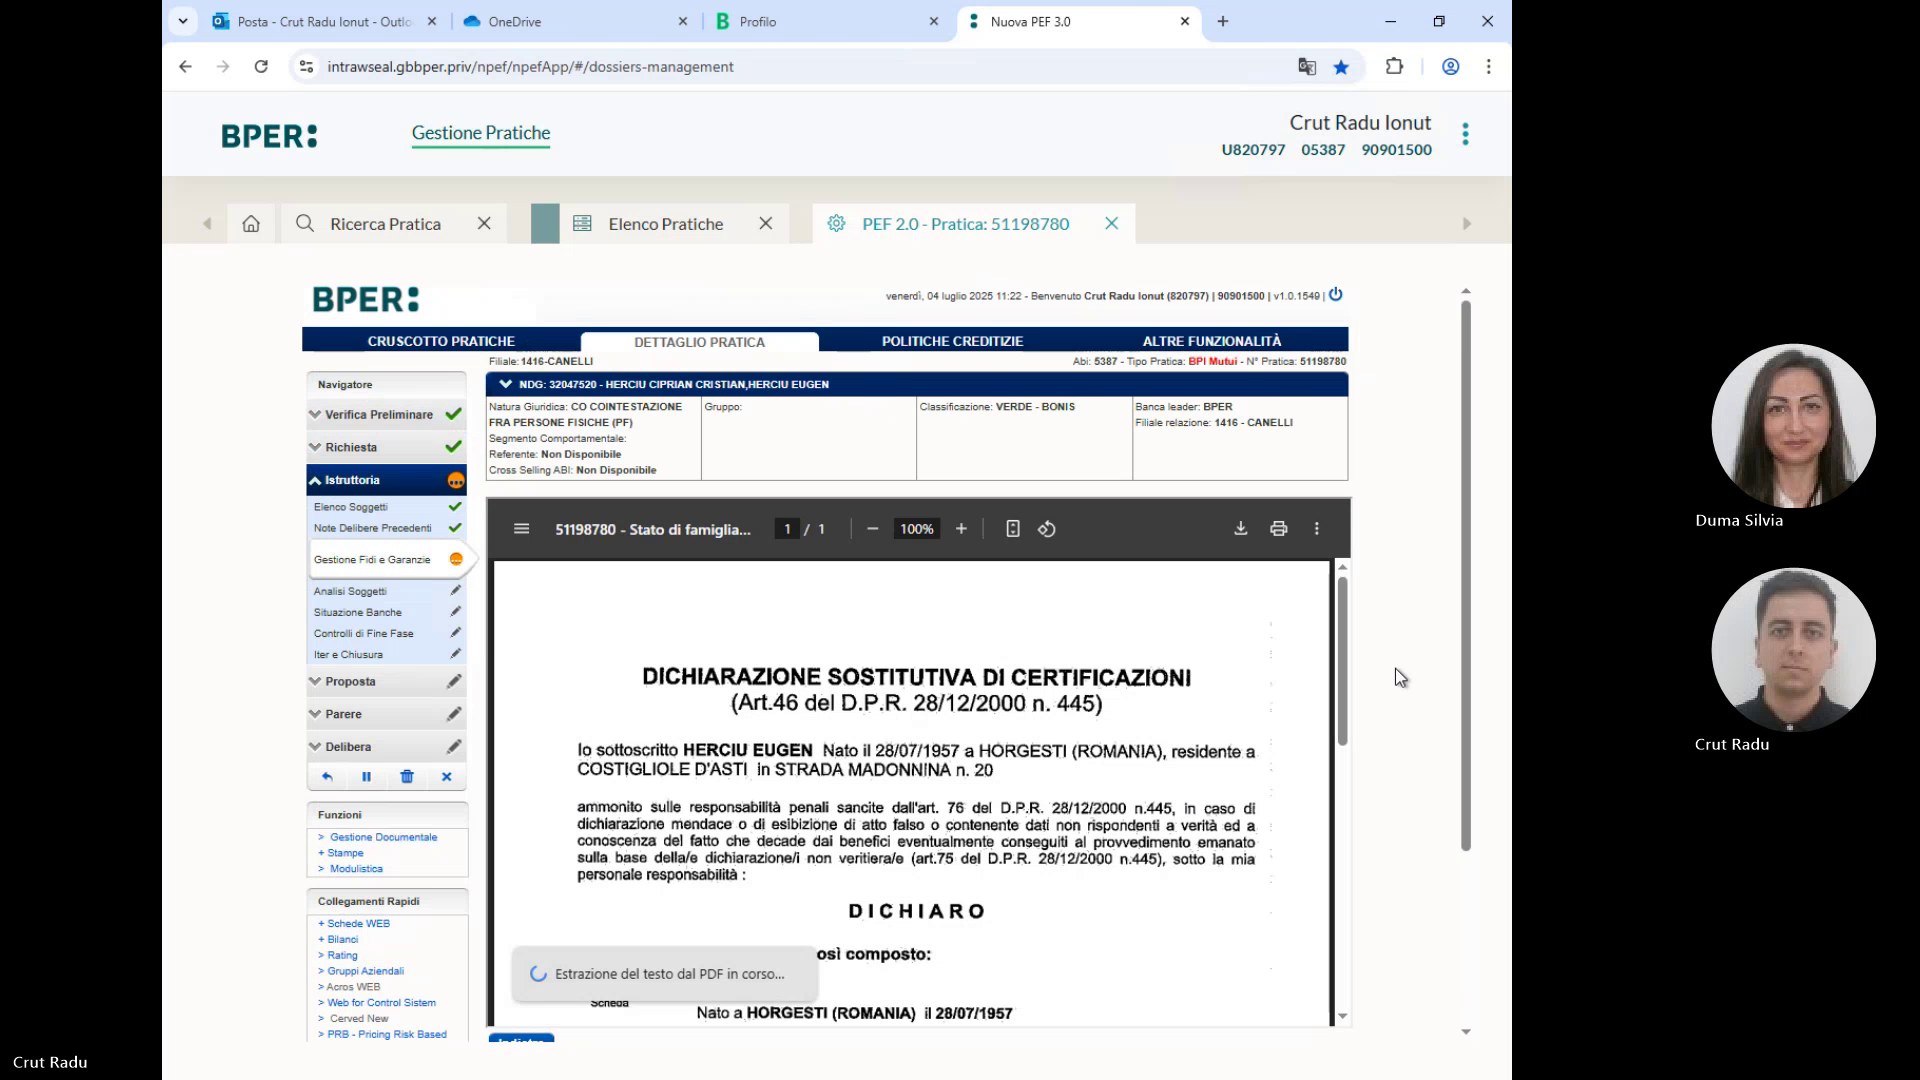 Posta - Crut Radu Ionut - Outlo
OneDrive
Profilo
Nuova PEF 3.0
intrawseal.gbbper.priv/npef/npefApp/#/dossiers-management
BPER:
Gestione Pratiche
Crut Radu Ionut
U820797 05387 90901500
Ricerca Pratica
Elenco Pratiche
PEF 2.0 - Pratica: 51198780
BPER:
venerdì, 04 luglio 2025 11:22 - Benvenuto Crut Radu Ionut (820797) | 90901500 | v1.0.1549 |
CRUSCOTTO PRATICHE
DETTAGLIO PRATICA
POLITICHE CREDITIZIE
ALTRE FUNZIONALITÀ
Filiale: 1416-CANELLI
Abi: 5387 - Tipo Pratica: BPI Mutui - N° Pratica: 51198780
Navigatore
Verifica Preliminare
Richiesta
Istruttoria
Elenco Soggetti
Note Delibere Precedenti
Gestione Fidi e Garanzie
Analisi Soggetti
Situazione Banche
Controlli di Fine Fase
Iter e Chiusura
Proposta
Parere
Delibera
Funzioni
> Gestione Documentale
+ Stampe
> Modulistica
Collegamenti Rapidi
+ Schede WEB
+ Bilanci
> Rating
> Gruppi Aziendali
> Acros WEB
> Web for Control Sistem
> Cerved New
> PRB - Pricing Risk Based
NDG: 32047520 - HERCIU CIPRIAN CRISTIAN,HERCIU EUGEN
Natura Giuridica: CO COINTESTAZIONE
FRA PERSONE FISICHE (PF)
Segmento Comportamentale:
Referente: Non Disponibile
Cross Selling ABI: Non Disponibile
Gruppo:
Classificazione: VERDE - BONIS
Banca leader: BPER
Filiale relazione: 1416 - CANELLI
51198780 - Stato di famiglia...
1 / 1
100%
DICHIARAZIONE SOSTITUTIVA DI CERTIFICAZIONI
(Art.46 del D.P.R. 28/12/2000 n. 445)
Io sottoscritto HERCIU EUGEN Nato il 28/07/1957 a HORGESTI (ROMANIA), residente a
COSTIGLIOLE D'ASTI in STRADA MADONNINA n. 20
ammonito sulle responsabilità penali sancite dall'art. 76 del D.P.R. 28/12/2000 n.445, in caso di
dichiarazione mendace o di esibizione di atto falso o contenente dati non rispondenti a verità ed a
conoscenza del fatto che decade dai benefici eventualmente conseguiti al provvedimento emanato
sulla base della/e dichiarazione/i non veritiera/e (art.75 del D.P.R. 28/12/2000 n.445), sotto la mia
personale responsabilità :
DICHIARO
osì composto:
Estrazione del testo dal PDF in corso...
Scheda
Nato a HORGESTI (ROMANIA) il 28/07/1957
Indietro
Duma Silvia
Crut Radu
Crut Radu